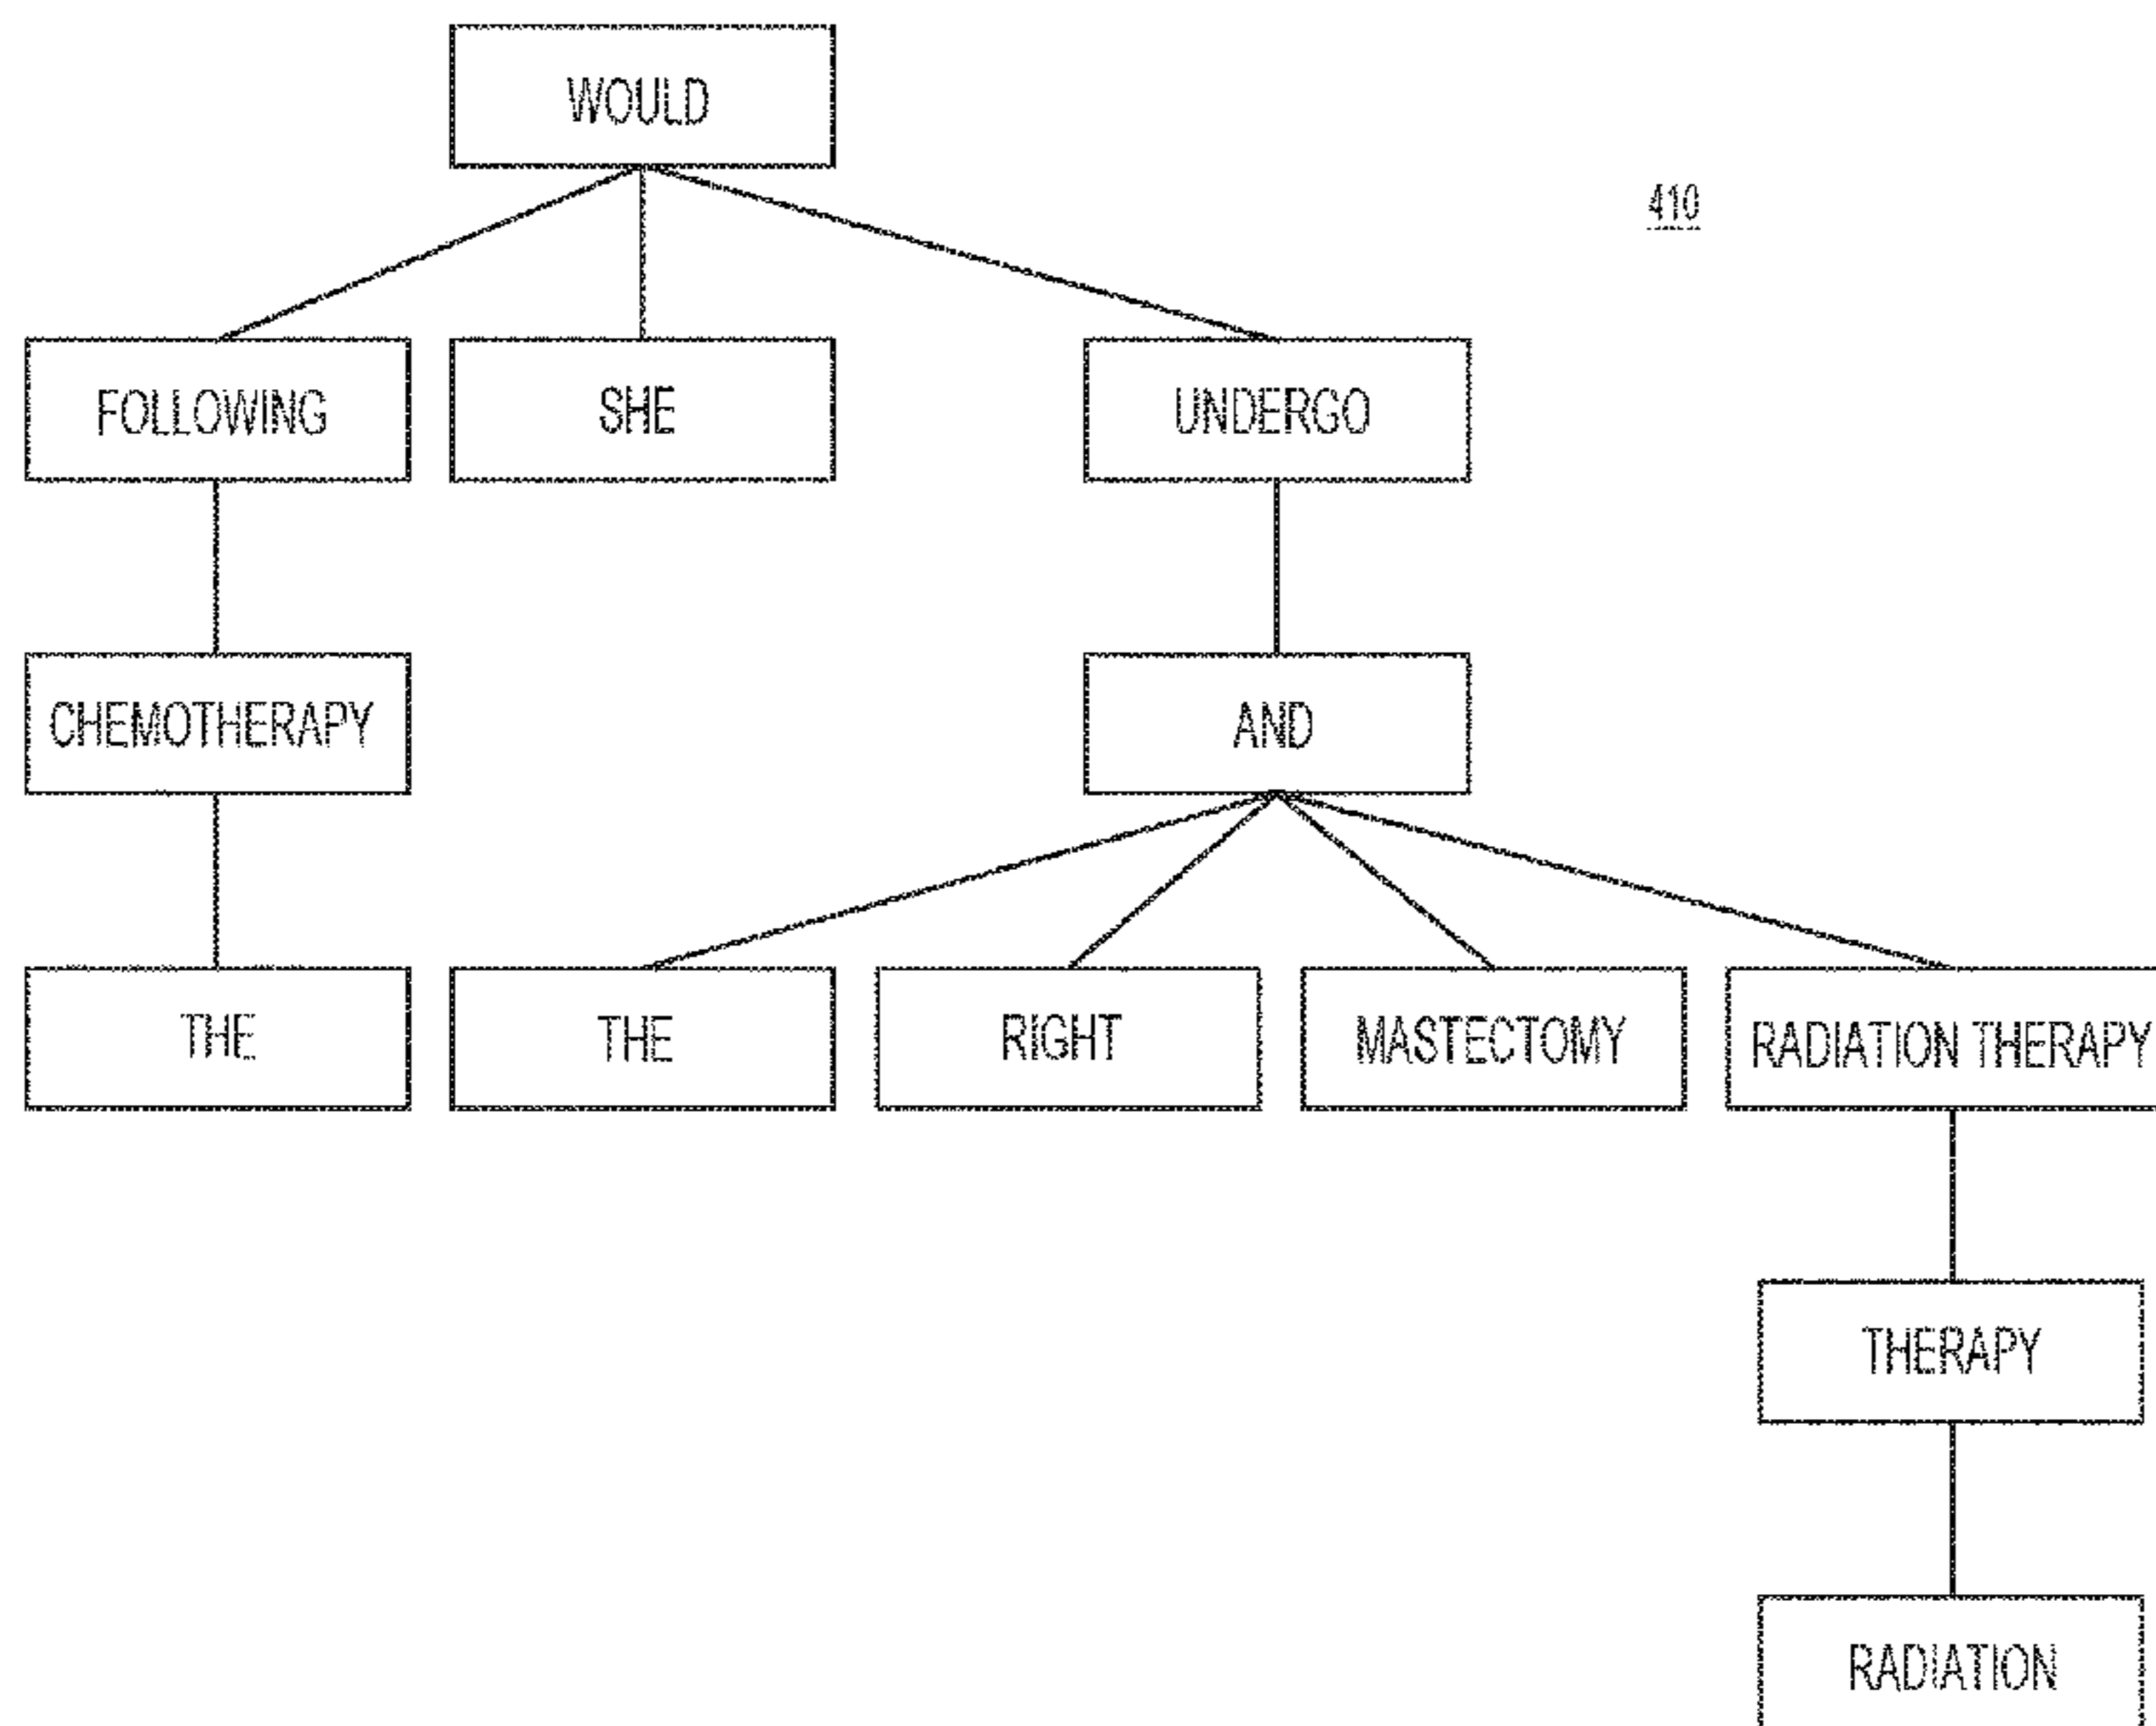 WOULD
410
FOLLOWING
SHE
UNDERGO
CHEMOTHERAPY
AND
THE
THE
RIGHT
MASTECTOMY
RADIATION THERAPY
THERAPY
RADIATION